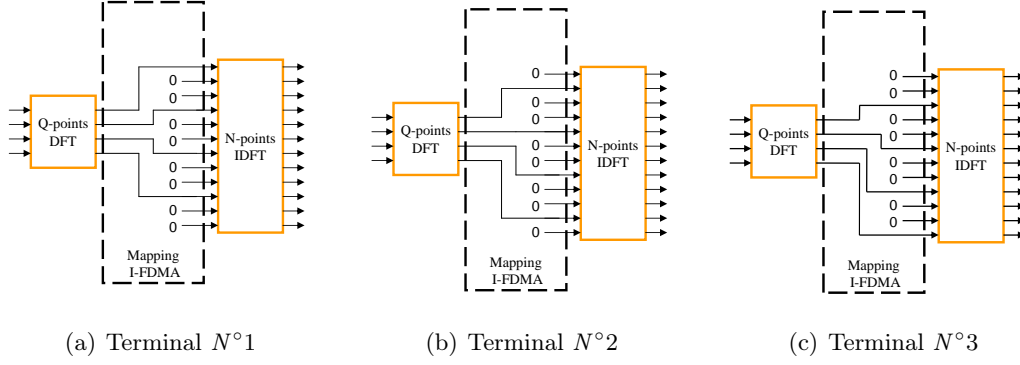 Q-points
DFT
0
0
0
0
0
0
0
0
N-points
IDFT
Mapping
I-FDMA
(a) Terminal N°1
Q-points
DFT
0
0
0
0
0
0
0
0
N-points
IDFT
Mapping
I-FDMA
(b) Terminal N°2
Q-points
DFT
0
0
0
0
0
0
0
0
N-points
IDFT
Mapping
I-FDMA
(c) Terminal N°3